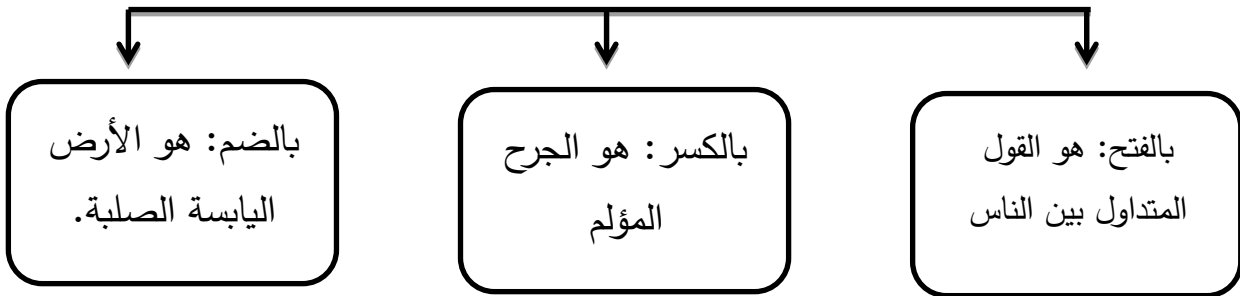 بالفتح: هو القول
المتداول بين الناس
بالكسر: هو الجرح
المؤلم
بالضم: هو الأرض
اليابسة الصلبة.